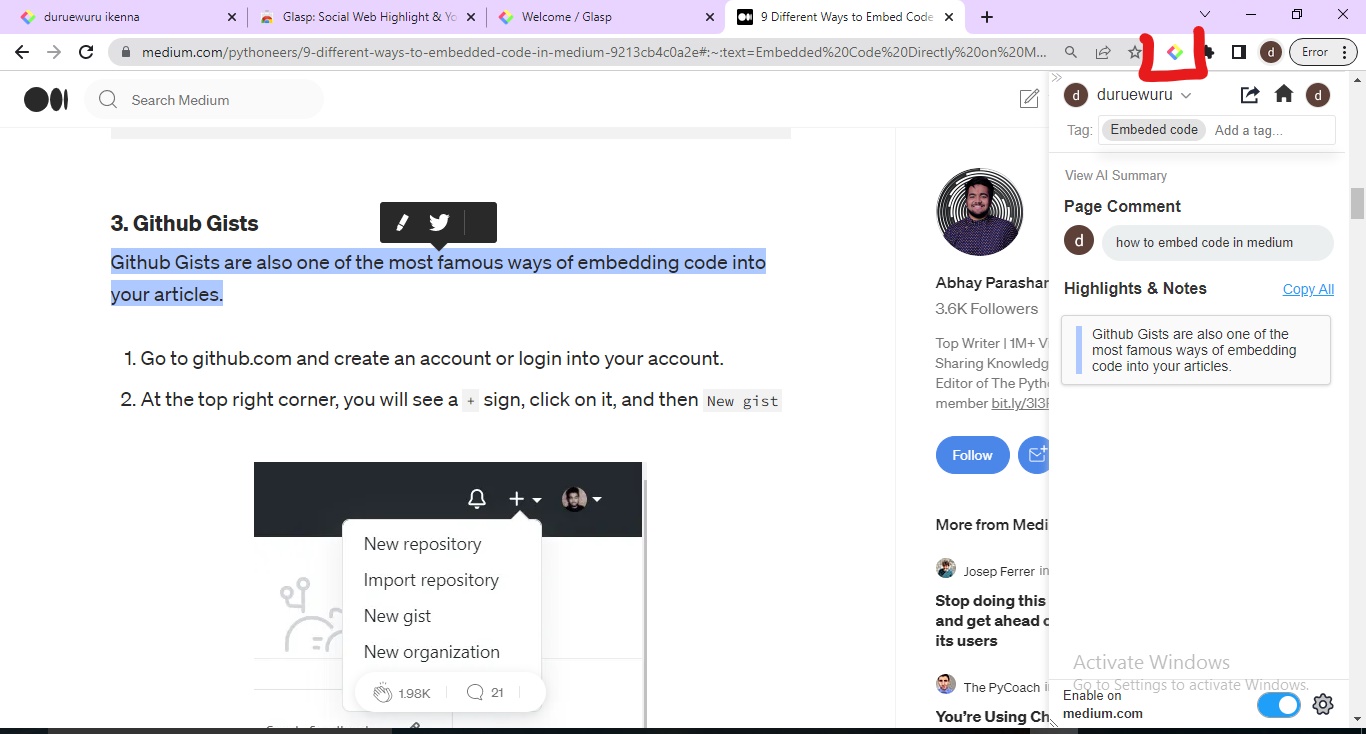 duruewuru ikenna
Glasp: Social Web Highlight & Yo
Welcome / Glasp
9 Different Ways to Embed Code
medium.com/pythoneers/9-different-ways-to-embedded-code-in-medium-9213cb4c0a2e#:~:text=Embedded%20Code%20Directly%20on%20M...
d
Error
Search Medium
3. Github Gists
Github Gists are also one of the most famous ways of embedding code into
your articles.
1. Go to github.com and create an account or login into your account.
2. At the top right corner, you will see a + sign, click on it, and then New gist
New repository
Import repository
New gist
New organization
1.98K
21
Abhay Parashar
3.6K Followers
Top Writer | 1M+ V
Sharing Knowledg
Editor of The Pyth
member bit.ly/3l3F
Follow
More from Medi
Josep Ferrer in
Stop doing this
and get ahead o
its users
The PyCoach i
You're Using Ch
d
duruewuru
d
Tag:
Embeded code
Add a tag...
View AI Summary
Page Comment
d
how to embed code in medium
Highlights & Notes
Copy All
Github Gists are also one of the
most famous ways of embedding
code into your articles.
Activate Windows
Go to Settings to activate Windows.
Enable on
medium.com